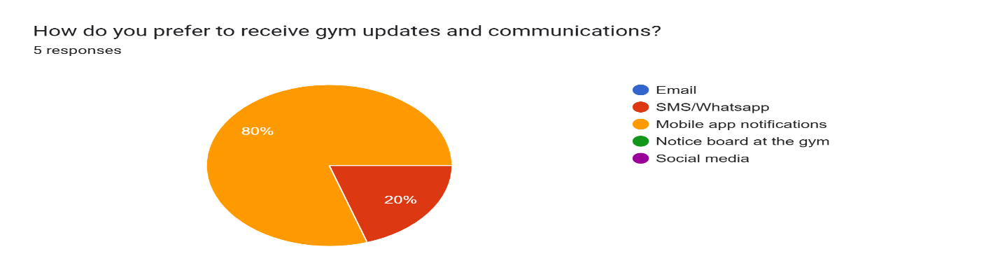 How do you prefer to receive gym updates and communications?
5 responses
80%
20%
Email
SMS/Whatsapp
Mobile app notifications
Notice board at the gym
Social media